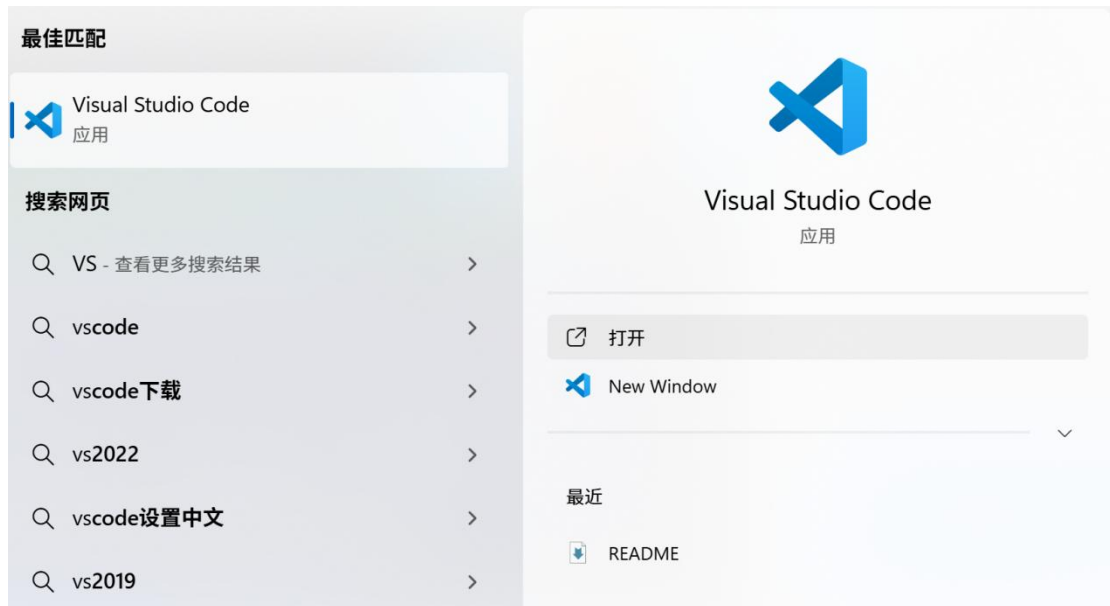 最佳匹配
Visual Studio Code
应用
搜索网页
VS - 查看更多搜索结果
vscode
vscode下载
vs2022
vscode设置中文
vs2019
Visual Studio Code
应用
打开
New Window
最近
README